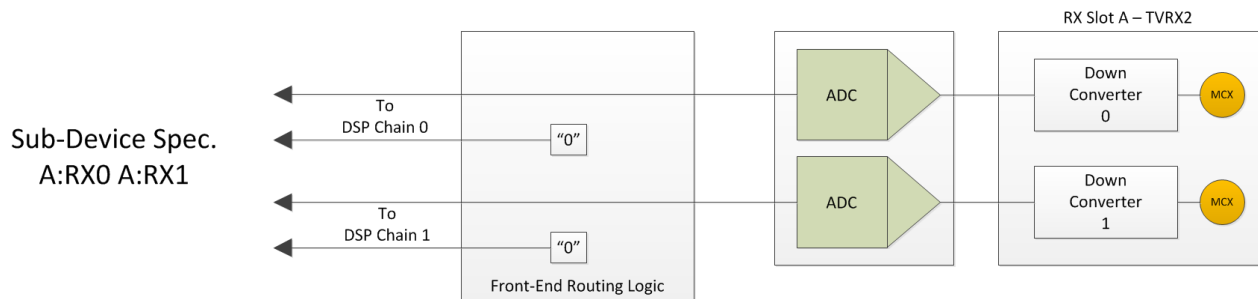 RX Slot A – TVRX2
Down
Converter
0
MCX
ADC
To
DSP Chain 0
"0"
Sub-Device Spec.
A:RX0 A:RX1
Down
Converter
1
MCX
ADC
To
DSP Chain 1
"0"
Front-End Routing Logic